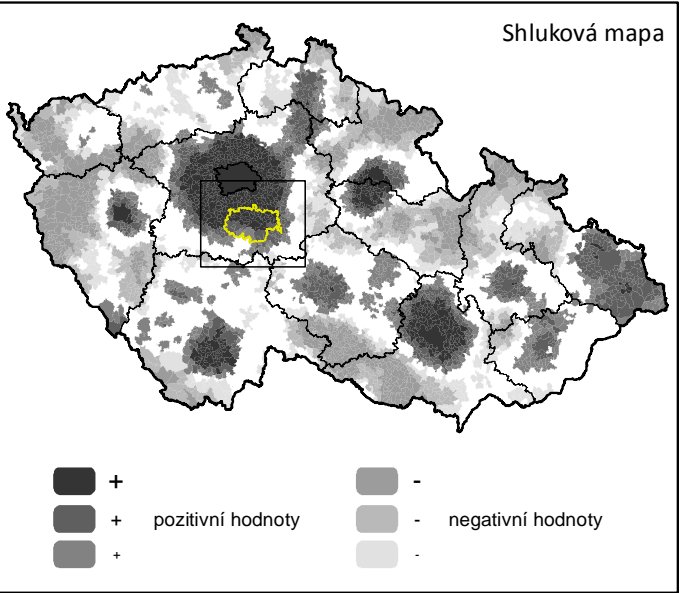 Shluková mapa
+ -
+ pozitivní hodnoty - negativní hodnoty
+ -